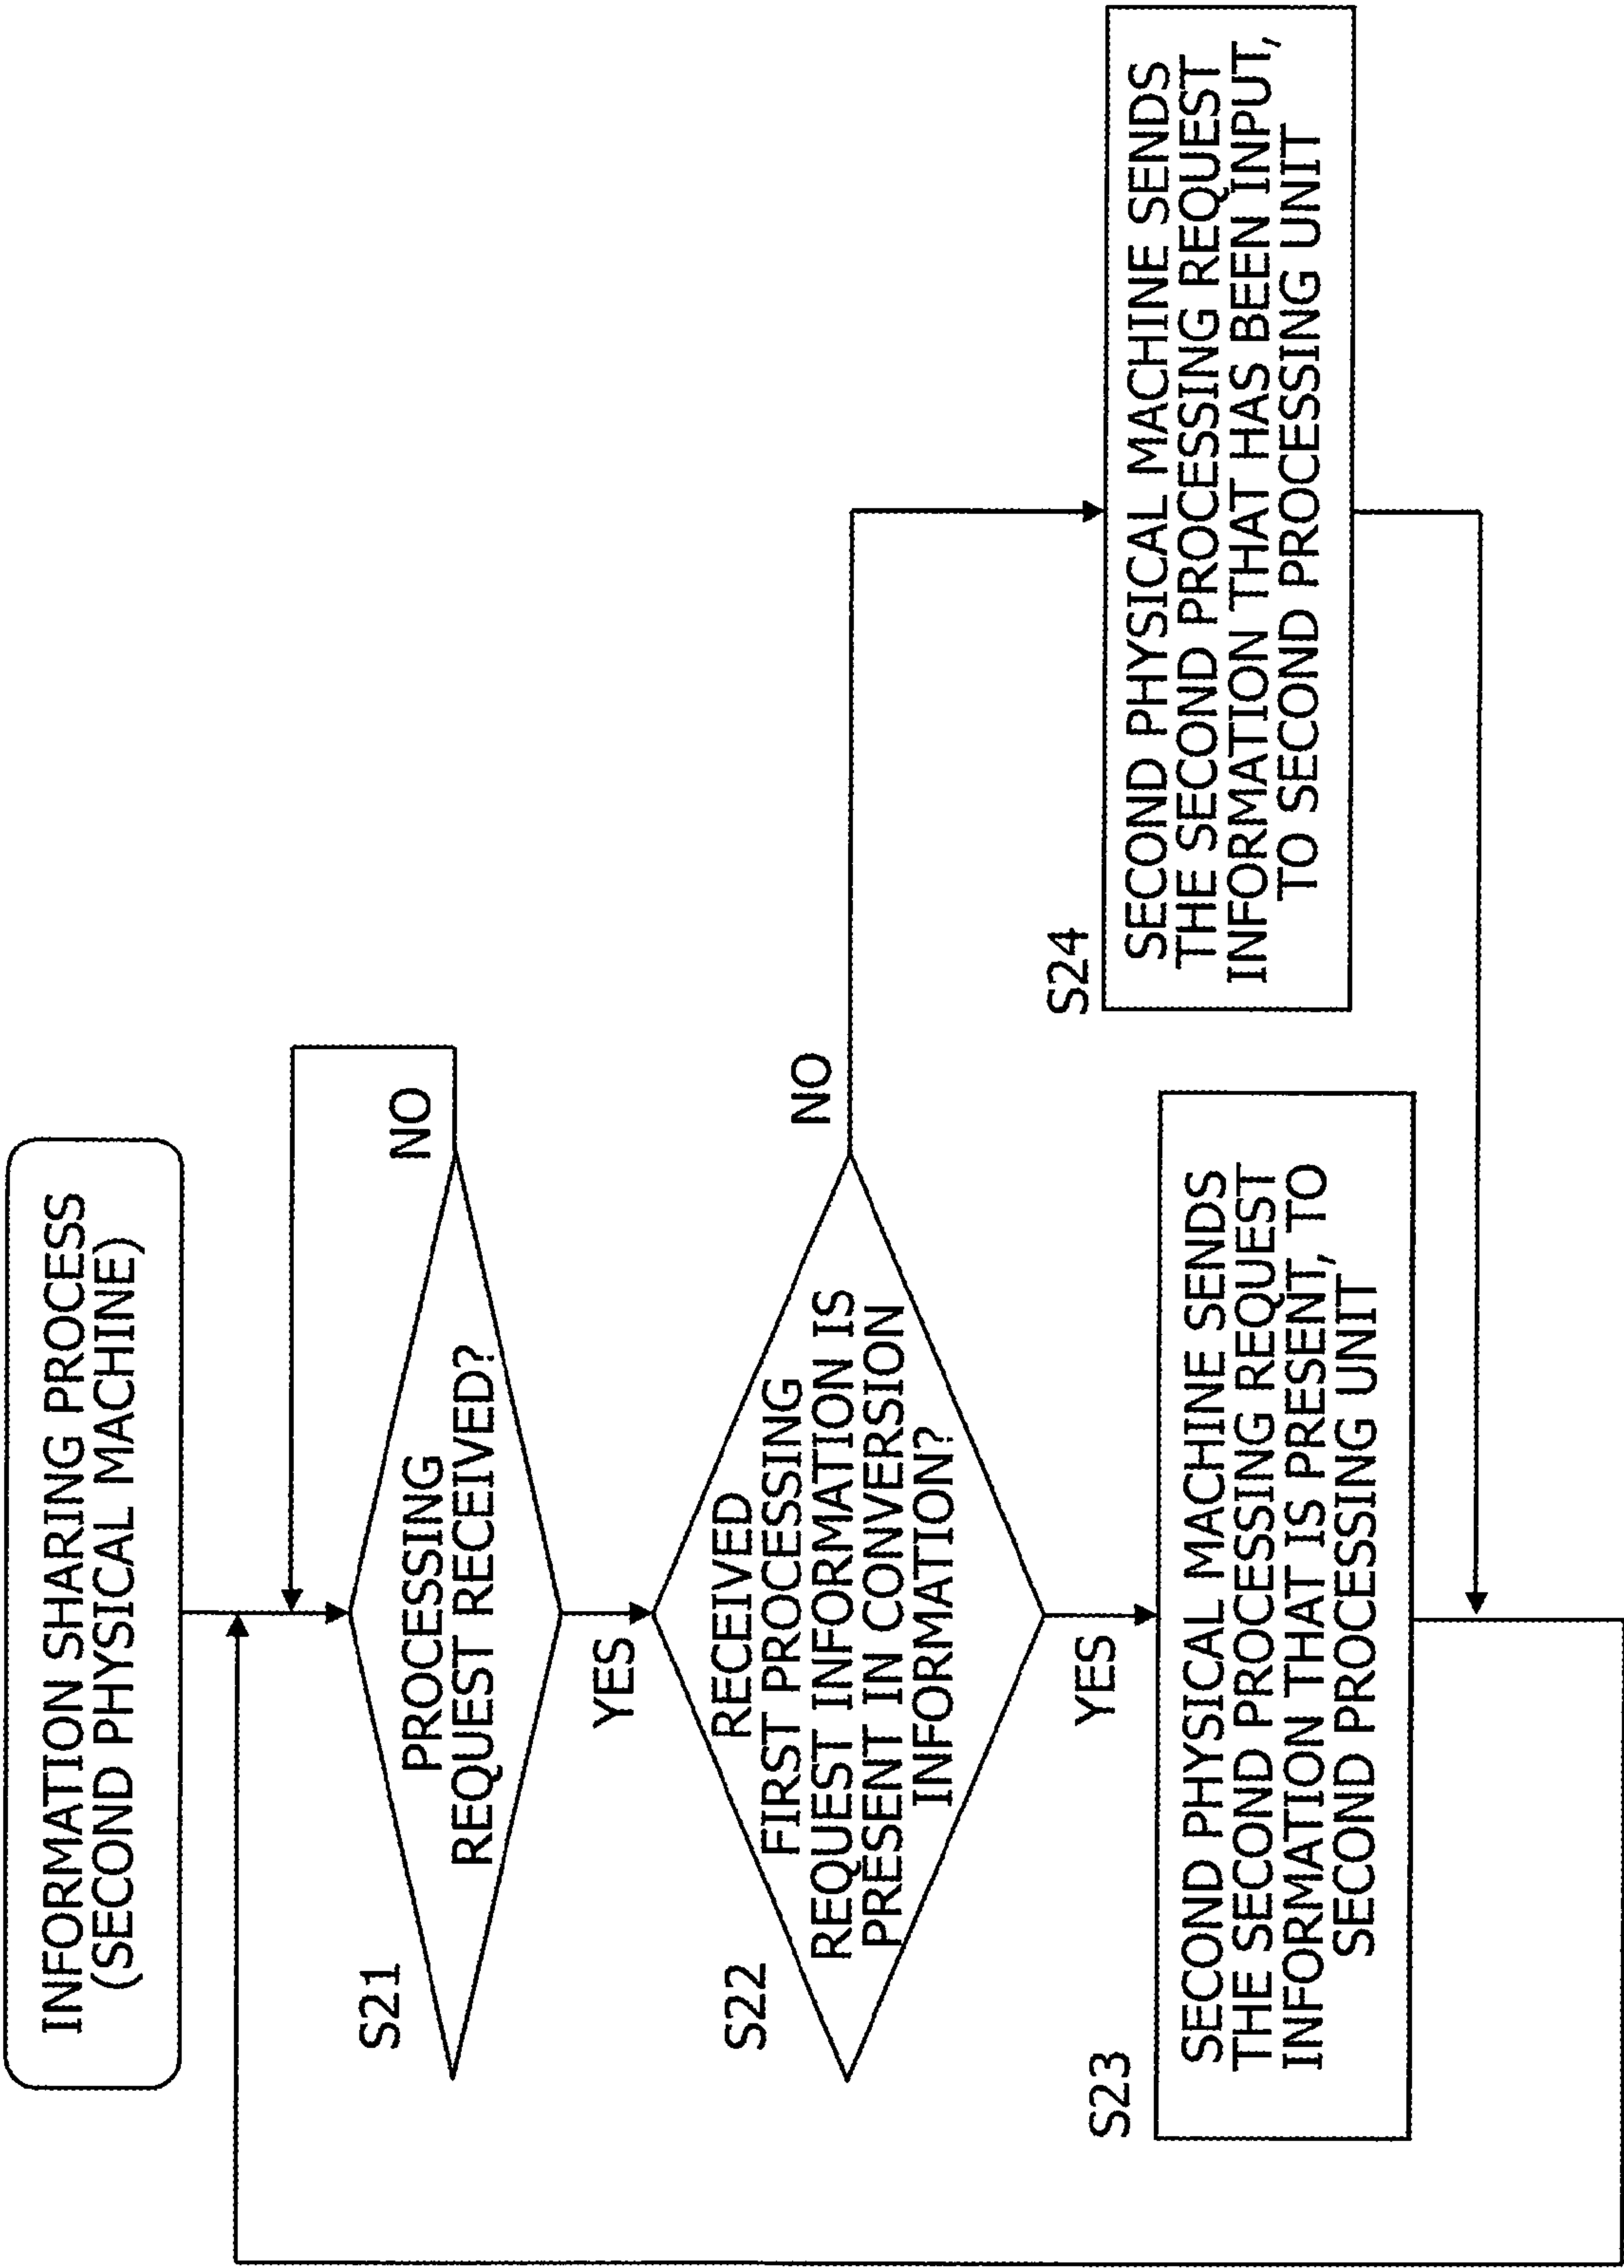 INFORMATION SHARING PROCESS
(SECOND PHYSICAL MACHINE)
S21
PROCESSING
REQUEST RECEIVED?
NO
YES
S22
RECEIVED
FIRST PROCESSING
REQUEST INFORMATION IS
PRESENT IN CONVERSION
INFORMATION?
NO
YES
S23
SECOND PHYSICAL MACHINE SENDS
THE SECOND PROCESSING REQUEST
INFORMATION THAT IS PRESENT, TO
SECOND PROCESSING UNIT
S24
SECOND PHYSICAL MACHINE SENDS
THE SECOND PROCESSING REQUEST
INFORMATION THAT HAS BEEN INPUT,
TO SECOND PROCESSING UNIT